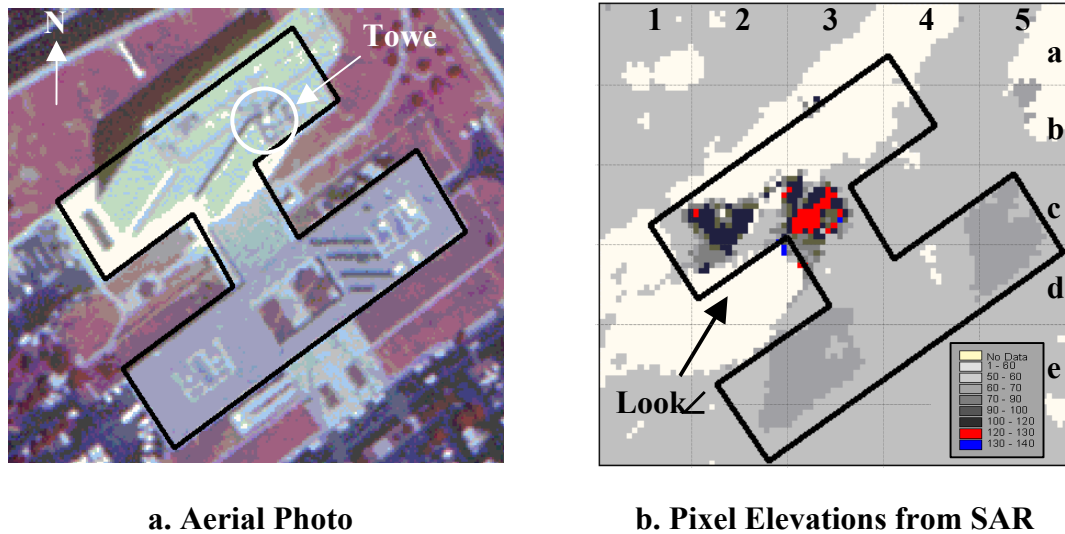 N
Towe
1 2 3 4 5
a
b
c
d
e
Look∠
No Data
1 - 60
50 - 60
60 - 70
70 - 90
90 - 100
100 - 120
120 - 130
130 - 140
a. Aerial Photo
b. Pixel Elevations from SAR